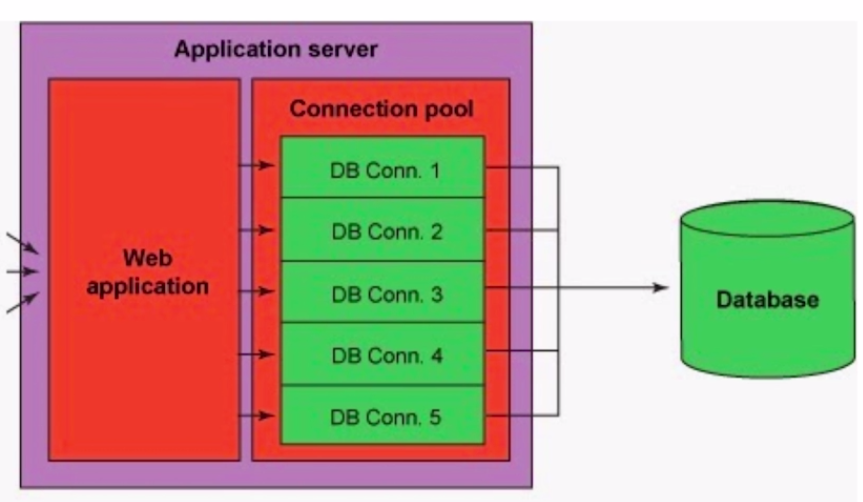 Application server
Connection pool
DB Conn. 1
DB Conn. 2
DB Conn. 3
DB Conn. 4
DB Conn. 5
Web
application
Database